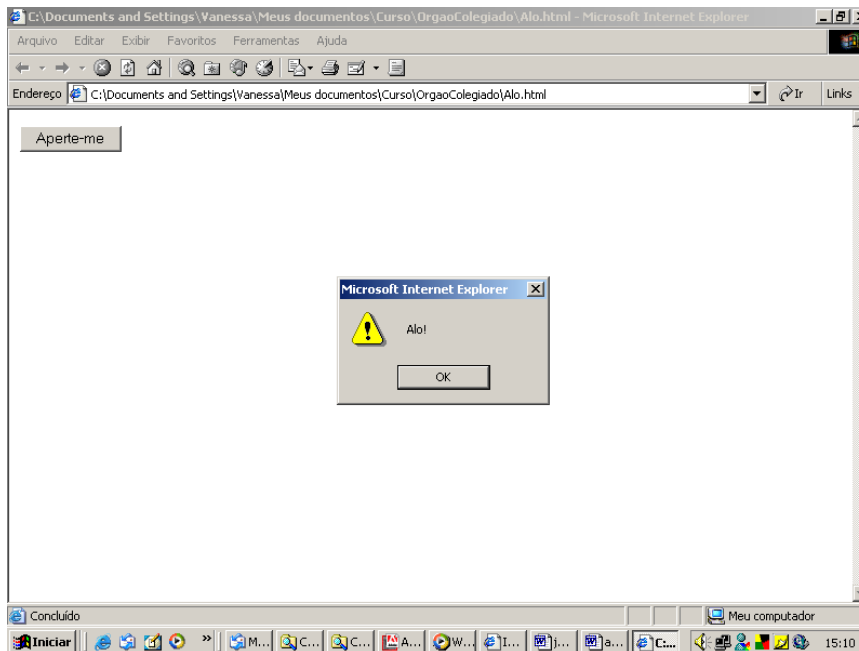 C:\Documents and Settings\Vanessa\Meus documentos\Curso\OrgaoColegiado\Alo.html - Microsoft Internet Explorer
Arquivo Editar Exibir Favoritos Ferramentas Ajuda
Endereço C:\Documents and Settings\Vanessa\Meus documentos\Curso\OrgaoColegiado\Alo.html Ir Links
Aperte-me
Microsoft Internet Explorer
Alo!
OK
Concluído Meu computador
Iniciar » M... C... C... A... W... I... j... a... C:... 15:10